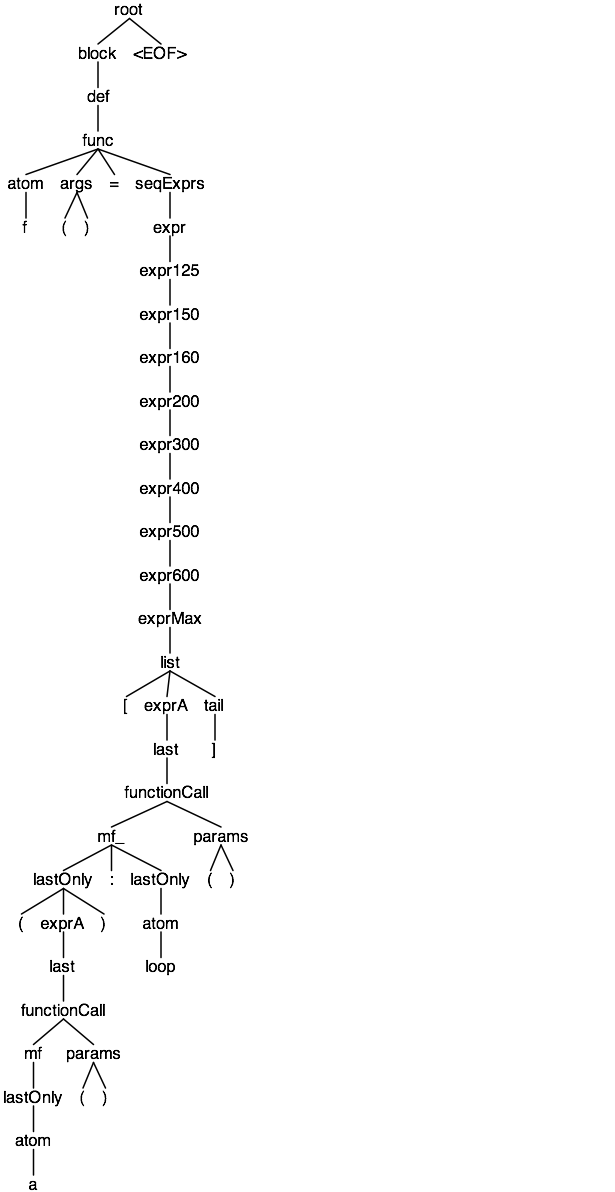 root
block <EOF>
def
func
atom args = seqExprs
f ( ) expr
expr125
expr150
expr160
expr200
expr300
expr400
expr500
expr600
exprMax
list
[ exprA tail
last ]
functionCall
mf_ params
lastOnly : lastOnly ( )
( exprA ) atom
last loop
functionCall
mf params
lastOnly ( )
atom
a